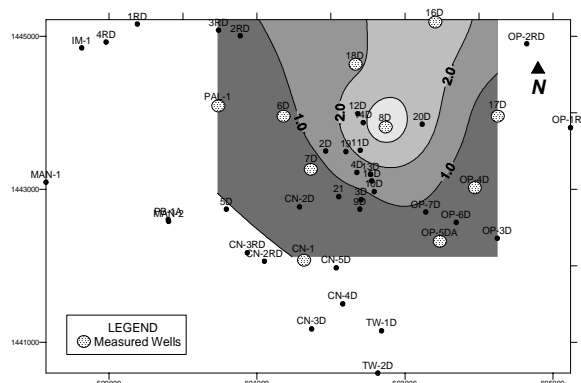 1RD
16D
1445000
IM-1
4RD
3RD
2RD
OP-2RD
18D
2.0
N
PAL-1
6D
1.0
2.0
12D
14D
8D
20D
17D
OP-1R
2D
19
11D
7D
4D
13D
1.0
MAN-1
1443000
10D
OP-4D
5D
CN-2D
21
3D
9D
OP-7D
OP-6D
MAN-2
CN-3RD
CN-2RD
CN-1
CN-5D
OP-5DA
OP-3D
CN-4D
CN-3D
TW-1D
LEGEND
Measured Wells
1441000
TW-2D